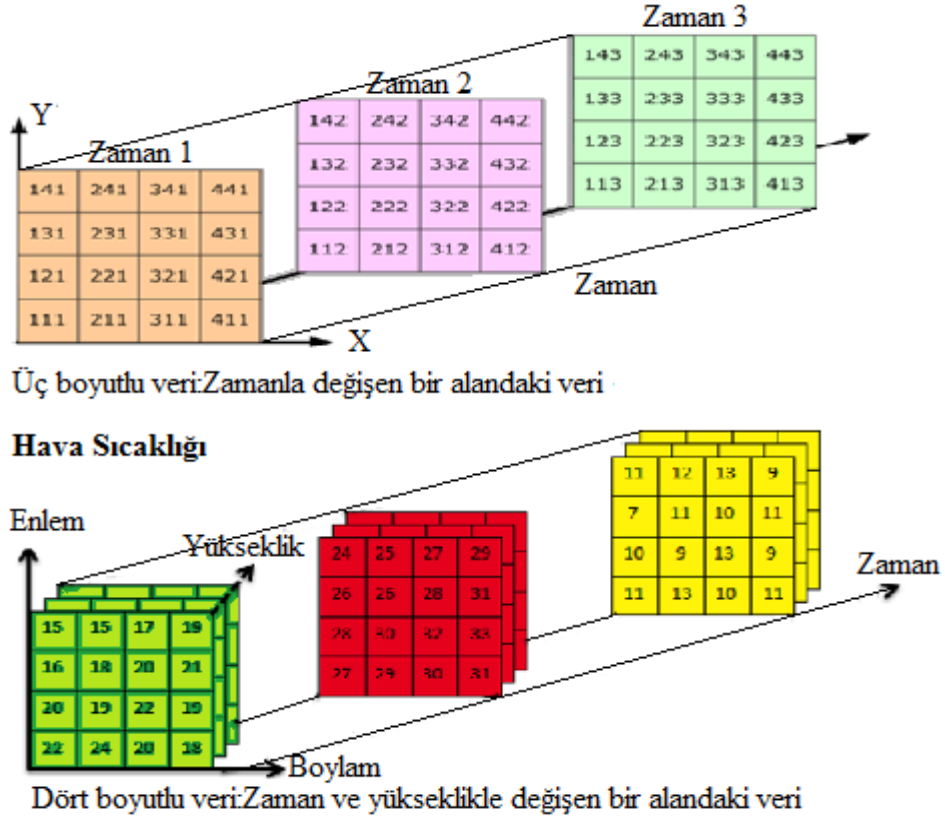 Zaman 3
143 243 343 443
133 233 333 433
123 223 323 423
113 213 313 413
Zaman 2
142 242 342 442
132 232 332 432
122 222 322 422
112 212 312 412
Y
Zaman 1
141 241 341 441
131 231 331 431
121 221 321 421
111 211 311 411
Zaman
X
Üç boyutlu veri:Zamanla değişen bir alandaki veri
Hava Sıcaklığı
Enlem
Yükseklik
Zaman
15 15 17 19
16 18 20 21
20 19 22 19
22 24 20 18
24 25 27 29
26 25 28 31
28 30 32 33
27 29 30 31
11 12 13 9
7 11 10 11
10 9 13 9
11 13 10 11
Boylam
Dört boyutlu veri:Zaman ve yükseklikle değişen bir alandaki veri